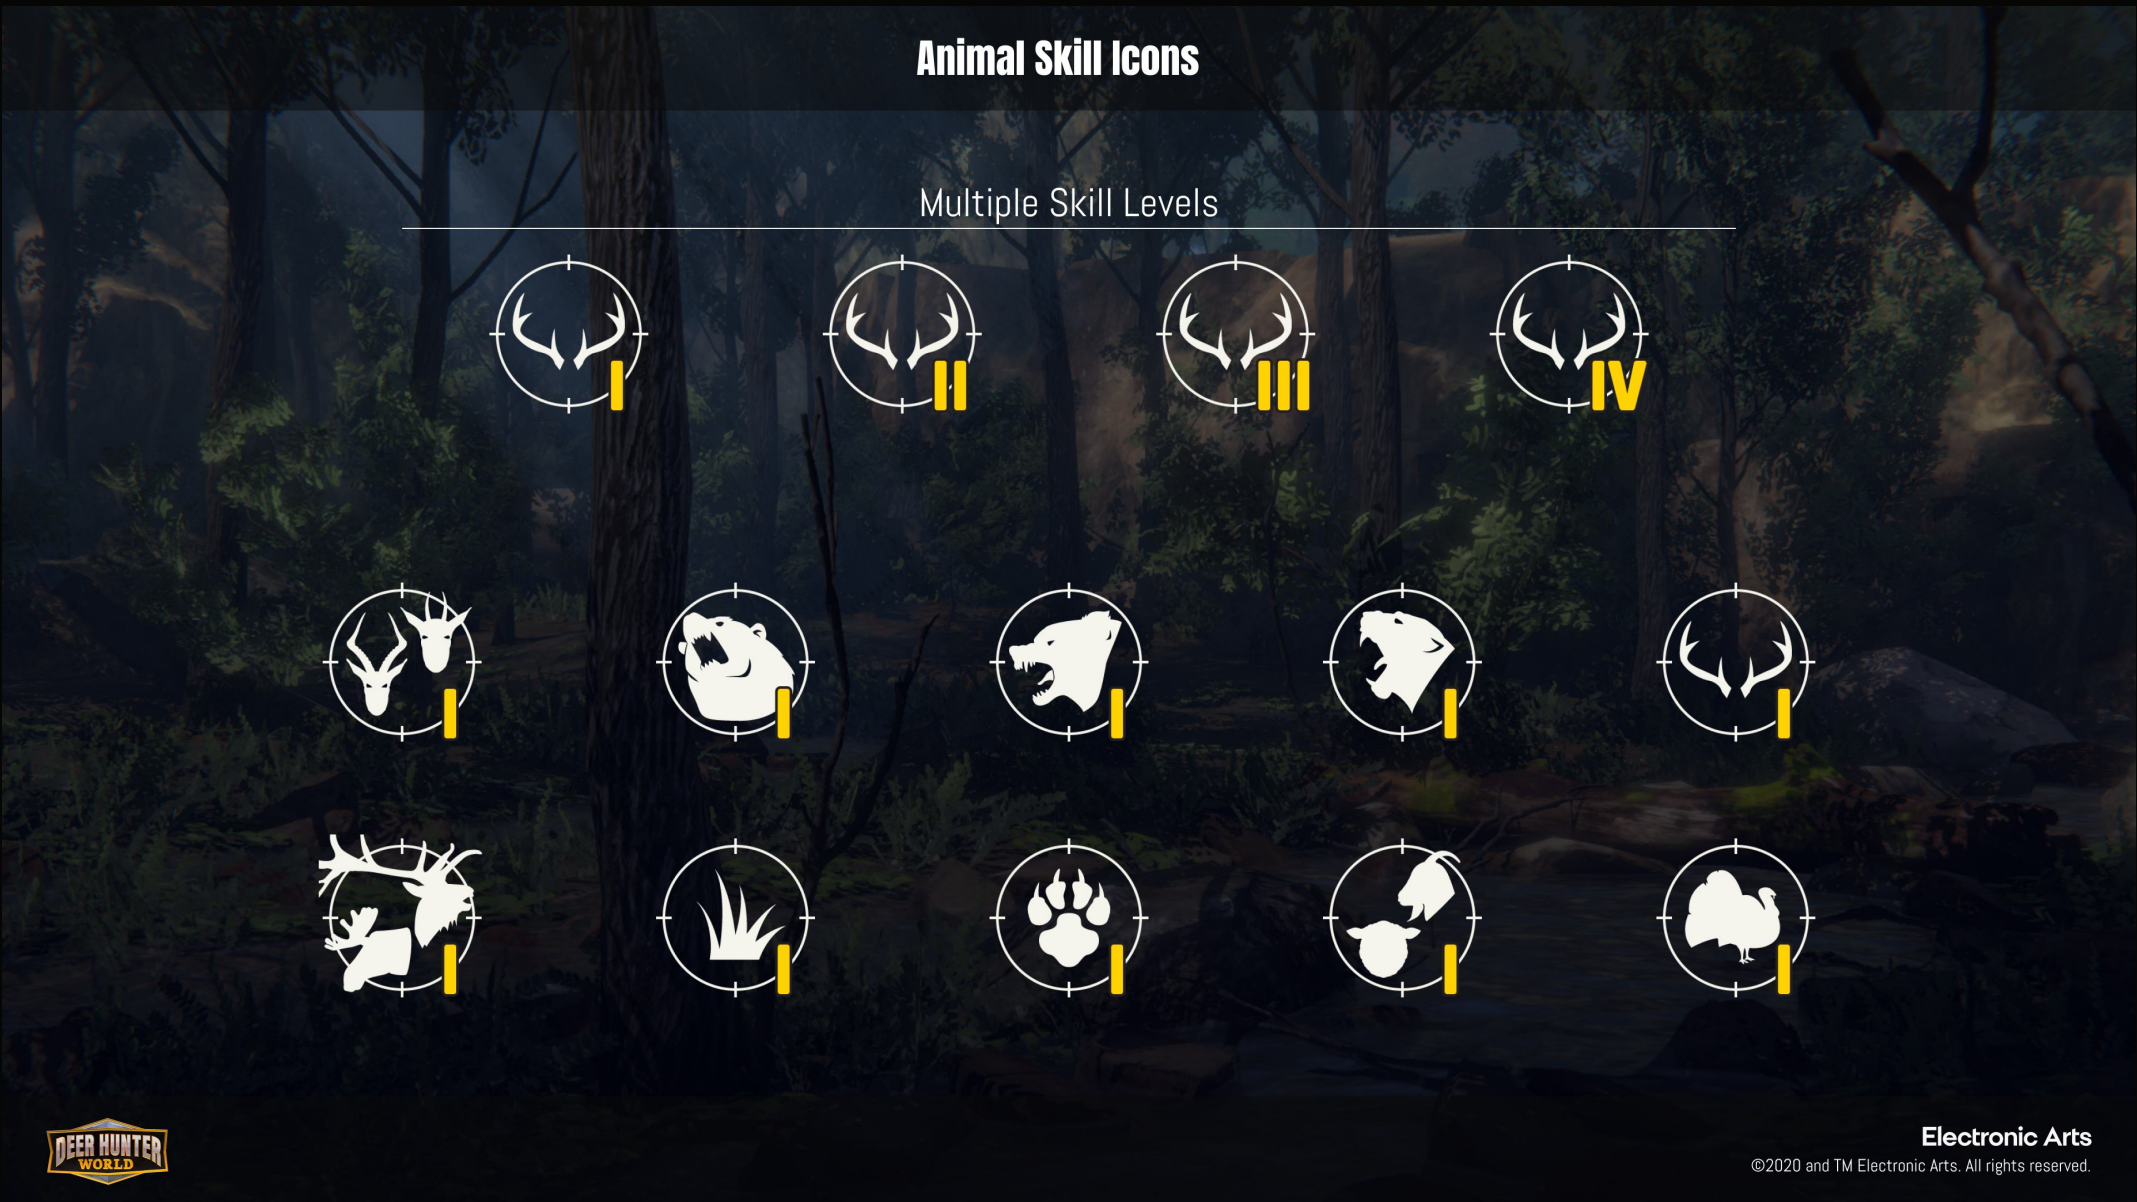 Animal Skill Icons
Multiple Skill Levels
I II III IV
I I I I I
I I I I I
DEER HUNTER
WORLD
Electronic Arts
©2020 and TM Electronic Arts. All rights reserved.